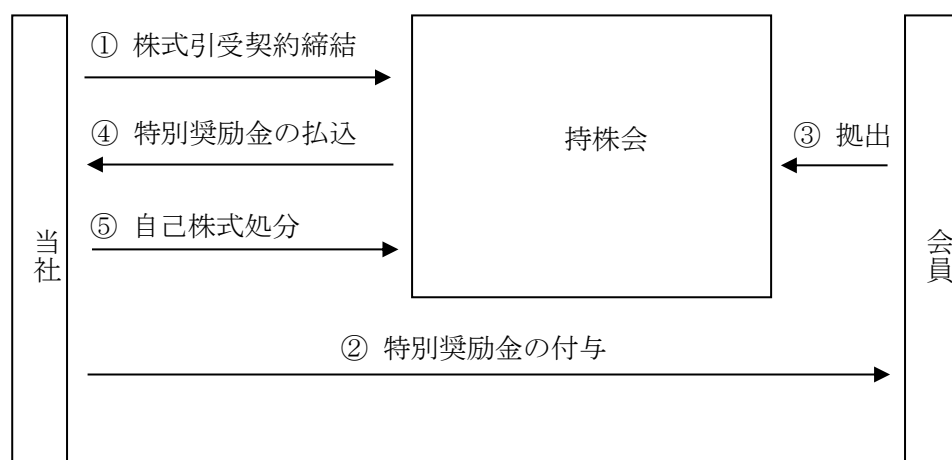 ① 株式引受契約締結
④ 特別奨励金の払込
持株会
③ 拠出
⑤ 自己株式処分
当社
会員
② 特別奨励金の付与